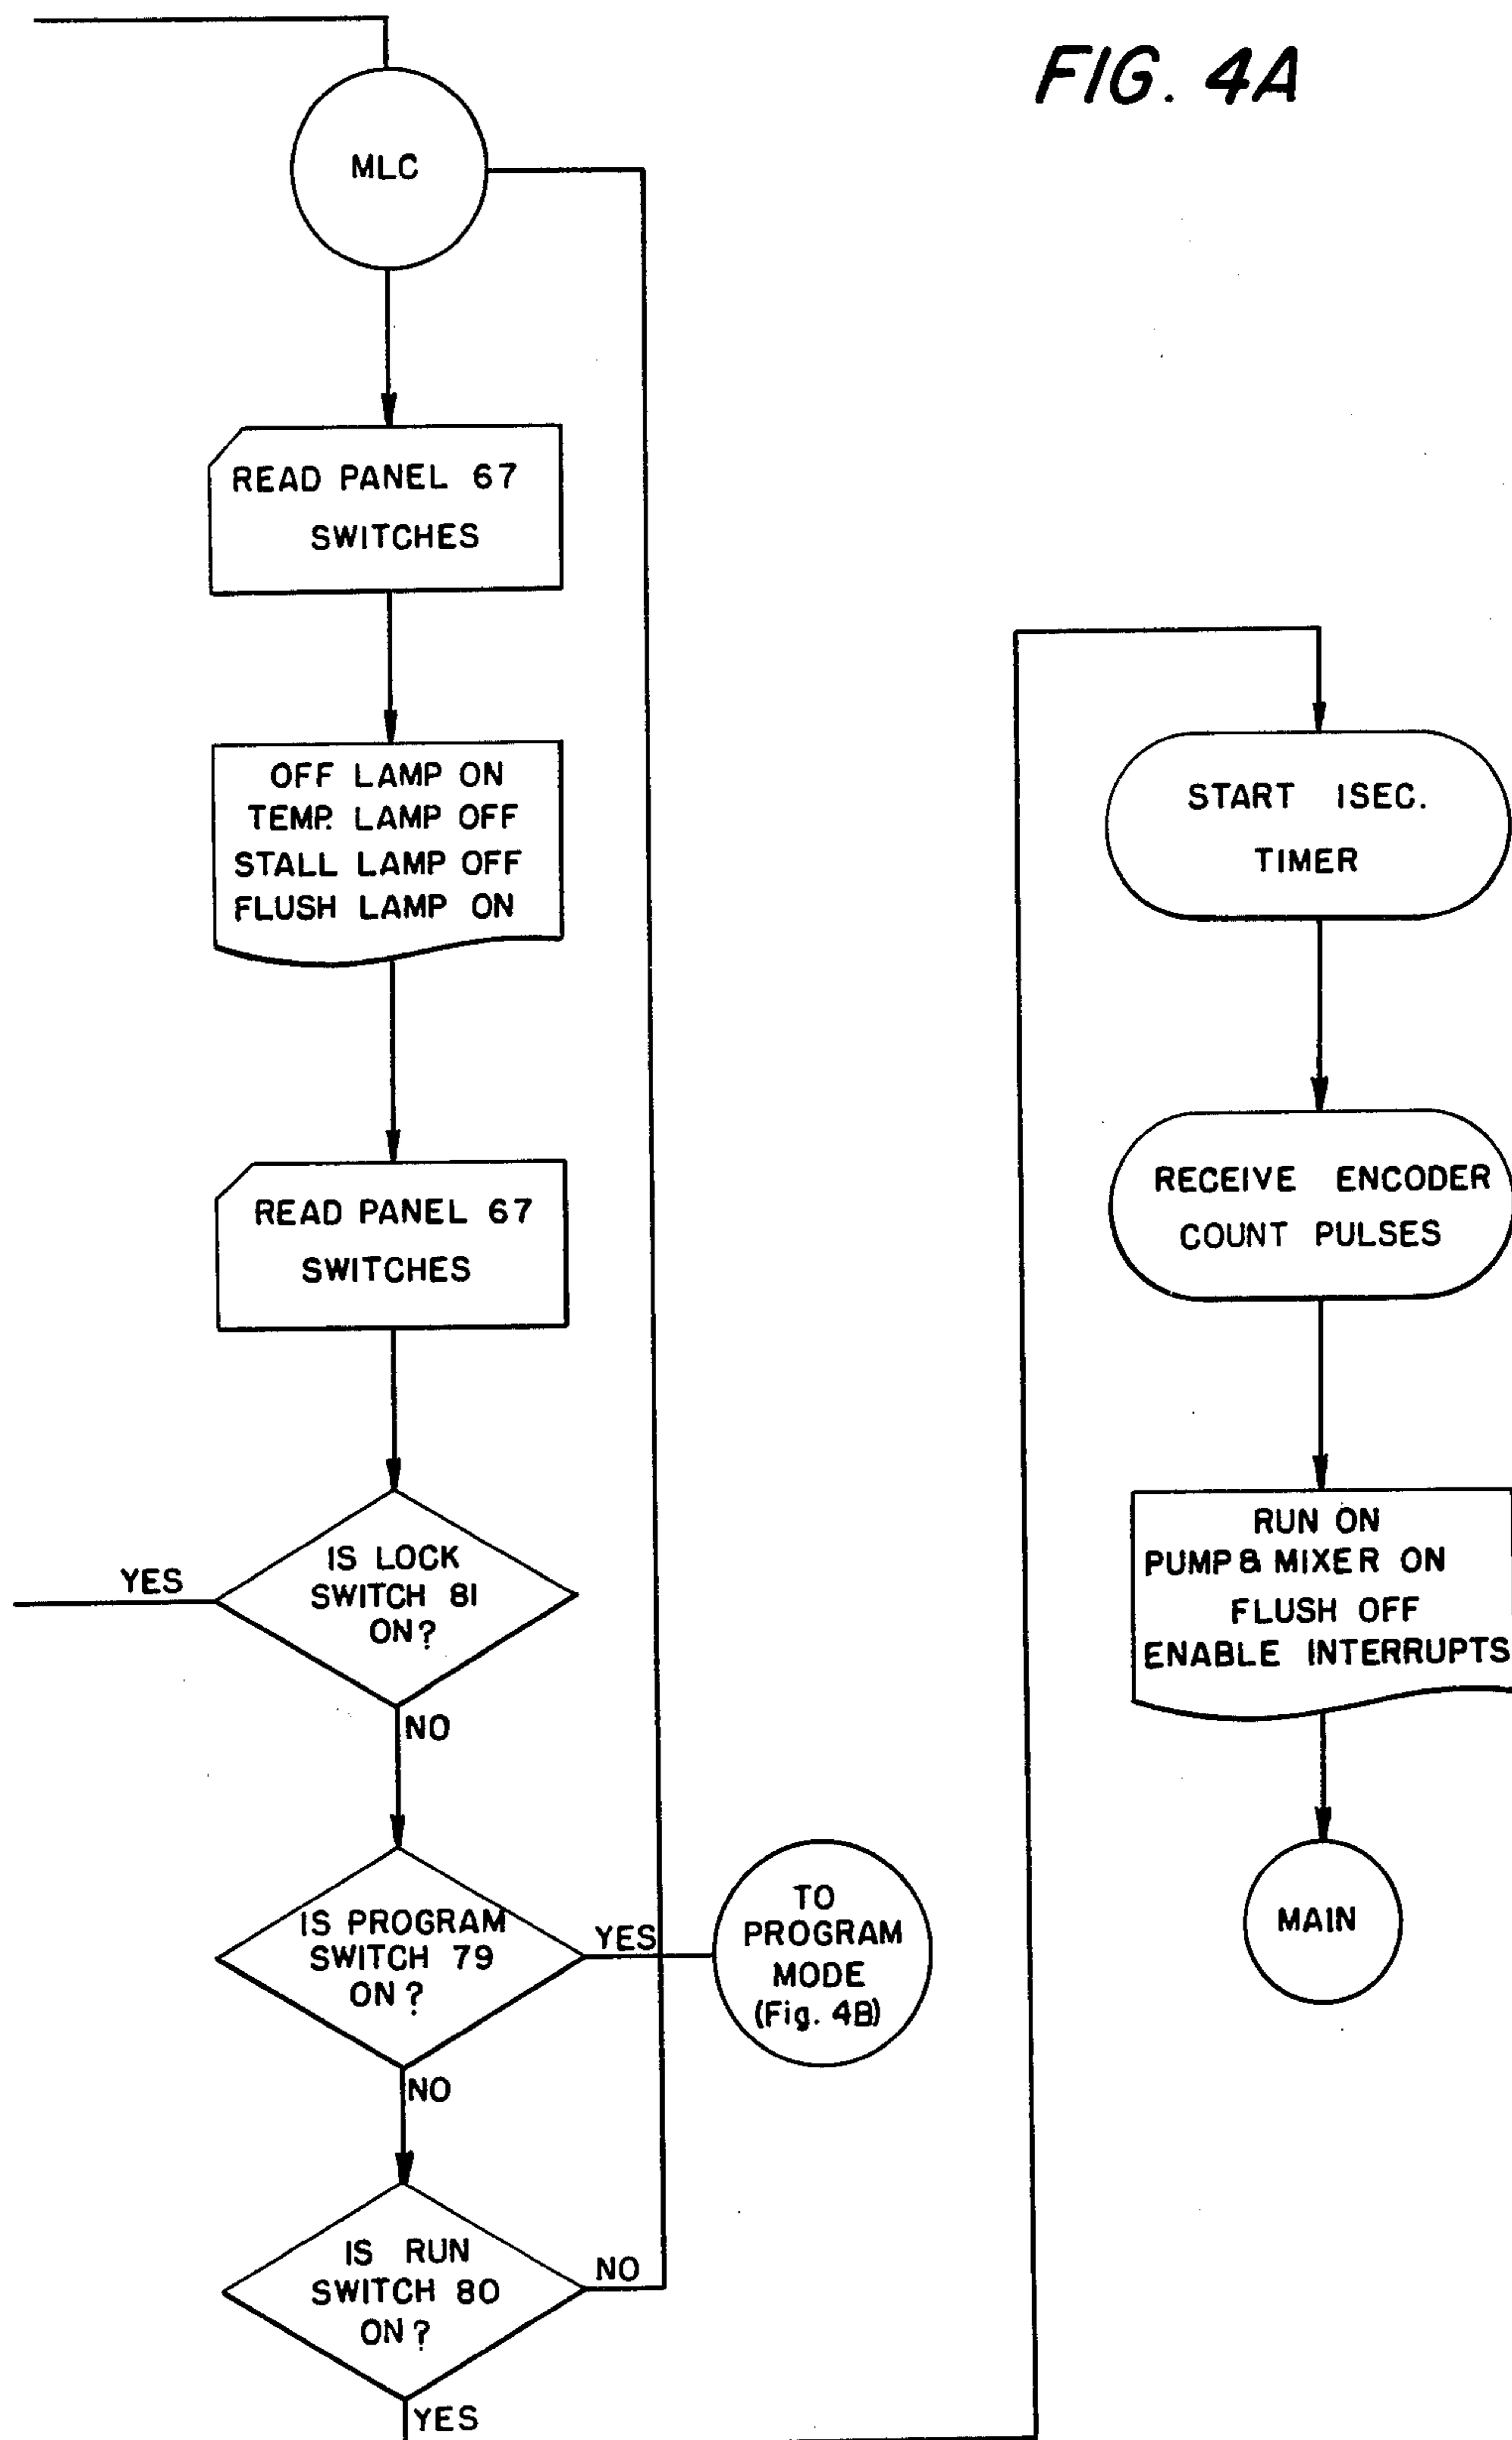 FIG. 4A
MLC
READ PANEL 67
SWITCHES
OFF LAMP ON
TEMP. LAMP OFF
STALL LAMP OFF
FLUSH LAMP ON
READ PANEL 67
SWITCHES
IS LOCK
SWITCH 81
ON?
YES
NO
IS PROGRAM
SWITCH 79
ON?
YES
TO
PROGRAM
MODE
(Fig. 4B)
NO
IS RUN
SWITCH 80
ON?
NO
YES
START 1SEC.
TIMER
RECEIVE ENCODER
COUNT PULSES
RUN ON
PUMP & MIXER ON
FLUSH OFF
ENABLE INTERRUPTS
MAIN